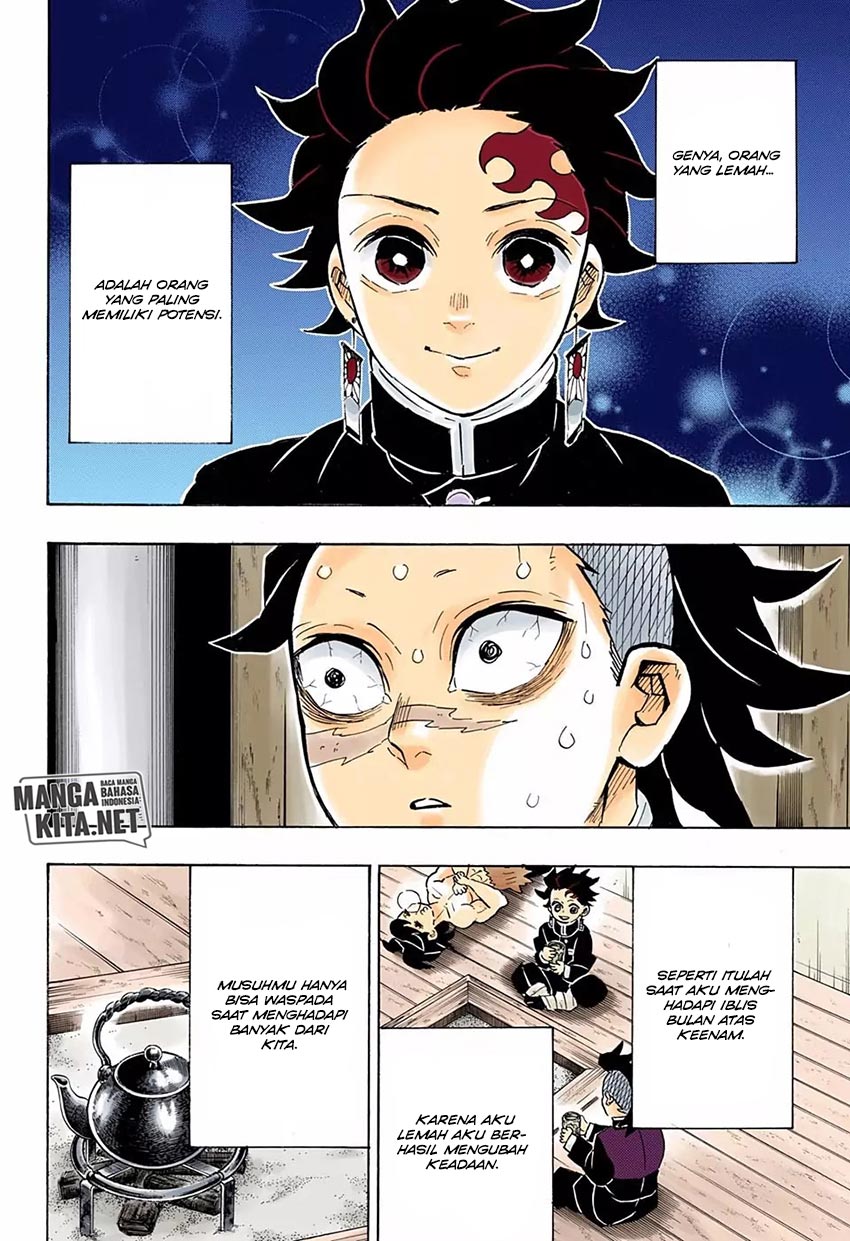 GENYA, ORANG
YANG LEMAH...
ADALAH ORANG
YANG PALING
MEMILIKI POTENSI.
MANGA
KITA.NET
BACA MANGA
BAHASA
INDONESIA
SEPERTI ITULAH
SAAT AKU MENG-
HADAPI IBLIS
BULAN ATAS
KEENAM.
KARENA AKU
LEMAH AKU BER-
HASIL MENGUBAH
KEADAAN.
MUSUHMU HANYA
BISA WASPADA
SAAT MENGHADAPI
BANYAK DARI
KITA.